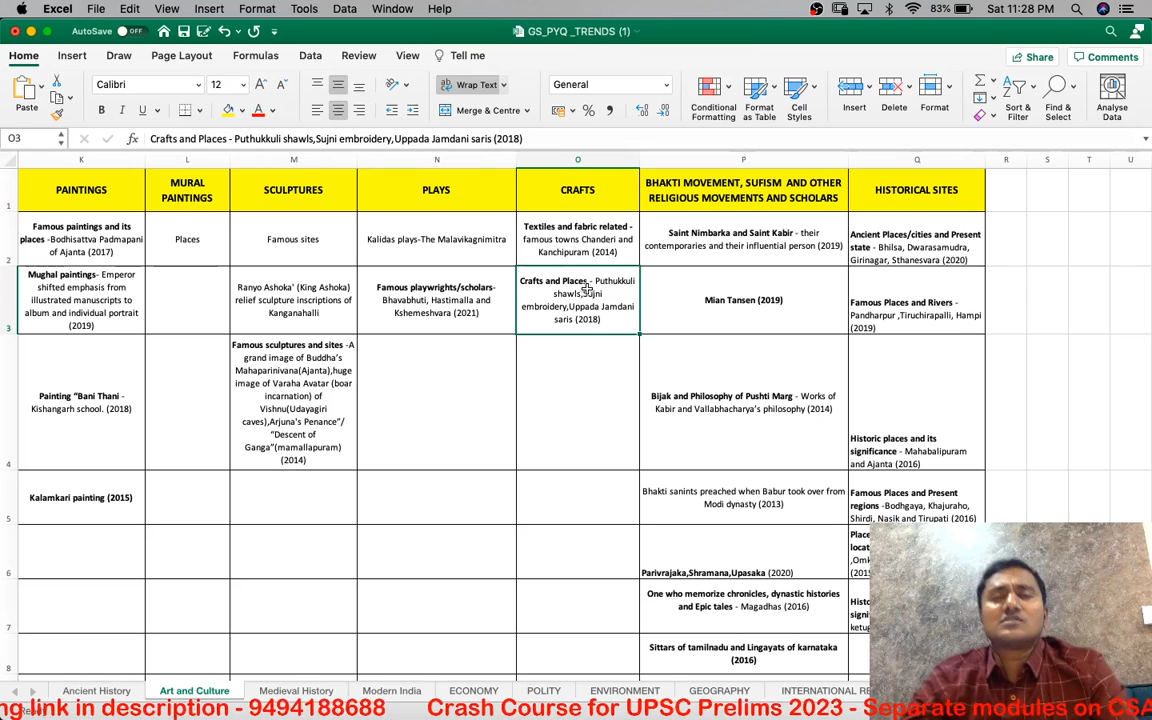 Excel File Edit View Insert Format Tools Data Window Help 83% Sat 11:28 PM
AutoSave OFF GS_PYQ _TRENDS (1)
Home Insert Draw Page Layout Formulas Data Review View Tell me Share Comments
Paste Calibri 12 Wrap Text General Conditional Formatting Format as Table Cell Styles Insert Delete Format Sort & Filter Find & Select Analyse Data
B I U A Merge & Centre %
O3 fx Crafts and Places - Puthukkuli shawls,Sujni embroidery,Uppada Jamdani saris (2018)
K L M N O P Q R S T U
1
PAINTINGS
MURAL
PAINTINGS
SCULPTURES
PLAYS
CRAFTS
BHAKTI MOVEMENT, SUFISM AND OTHER
RELIGIOUS MOVEMENTS AND SCHOLARS
HISTORICAL SITES
2
Famous paintings and its
places -Bodhisattva Padmapani
of Ajanta (2017)
Places
Famous sites
Kalidas plays-The Malavikagnimitra
Textiles and fabric related -
famous towns Chanderi and
Kanchipuram (2014)
Saint Nimbarka and Saint Kabir - their
contemporaries and their influential person (2019)
Ancient Places/cities and Present
state - Bhilsa, Dwarasamudra,
Girinagar, Sthanesvara (2020)
3
Mughal paintings- Emperor
shifted emphasis from
illustrated manuscripts to
album and individual portrait
(2019)
Ranyo Ashoka' (King Ashoka)
relief sculpture inscriptions of
Kanganahalli
Famous playwrights/scholars-
Bhavabhuti, Hastimalla and
Kshemeshvara (2021)
Crafts and Places - Puthukkuli
shawls,Sujni
embroidery,Uppada Jamdani
saris (2018)
Mian Tansen (2019)
Famous Places and Rivers -
Pandharpur ,Tiruchirapalli, Hampi
(2019)
4
Painting “Bani Thani -
Kishangarh school. (2018)
Famous sculptures and sites -A
grand image of Buddha’s
Mahaparinivana(Ajanta),huge
image of Varaha Avatar (boar
incarnation) of
Vishnu(Udayagiri
caves),Arjuna's Penance”/
“Descent of
Ganga”(mamallapuram)
(2014)
Bijak and Philosophy of Pushti Marg - Works of
Kabir and Vallabhacharya’s philosophy (2014)
Historic places and its
significance - Mahabalipuram
and Ajanta (2016)
5
Kalamkari painting (2015)
Bhakti sanints preached when Babur took over from
Modi dynasty (2013)
Famous Places and Present
regions -Bodhgaya, Khajuraho,
Shirdi, Nasik and Tirupati (2016)
6
Parivrajaka,Shramana,Upasaka (2020)
7
One who memorize chronicles, dynastic histories
and Epic tales - Magadhas (2016)
8
Sittars of tamilnadu and Lingayats of karnataka
(2016)
Ancient History Art and Culture Medieval History Modern India ECONOMY POLITY ENVIRONMENT GEOGRAPHY INTERNATIONAL
link in description - 9494188688 Crash Course for UPSC Prelims 2023 - Separate modules on